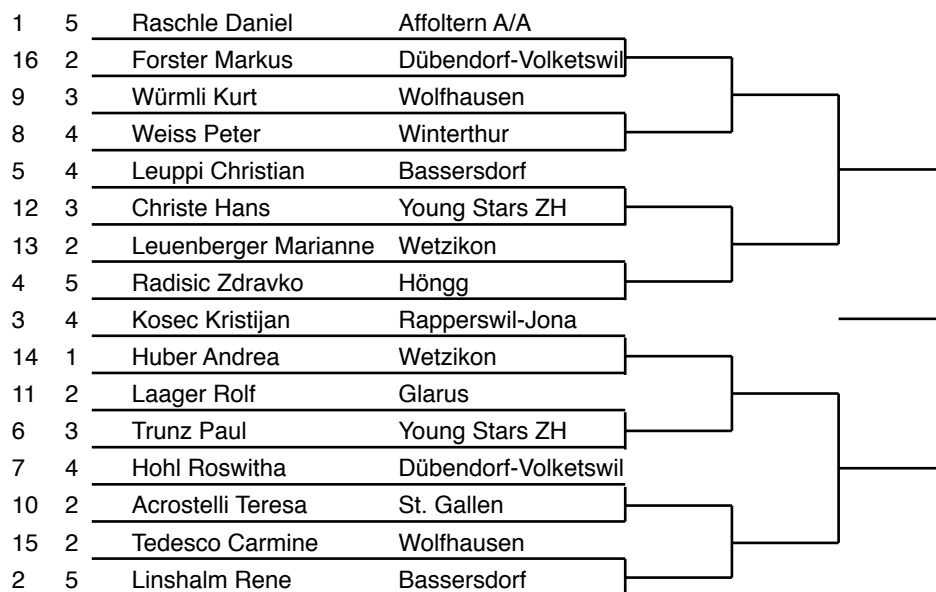 1 5 Raschle Daniel Affoltern A/A
16 2 Forster Markus Dübendorf-Volketswil
9 3 Würmli Kurt Wolfhausen
8 4 Weiss Peter Winterthur
5 4 Leuppi Christian Bassersdorf
12 3 Christe Hans Young Stars ZH
13 2 Leuenberger Marianne Wetzikon
4 5 Radisic Zdravko Höngg
3 4 Kosec Kristijan Rapperswil-Jona
14 1 Huber Andrea Wetzikon
11 2 Laager Rolf Glarus
6 3 Trunz Paul Young Stars ZH
7 4 Hohl Roswitha Dübendorf-Volketswil
10 2 Acrostelli Teresa St. Gallen
15 2 Tedesco Carmine Wolfhausen
2 5 Linshalm Rene Bassersdorf